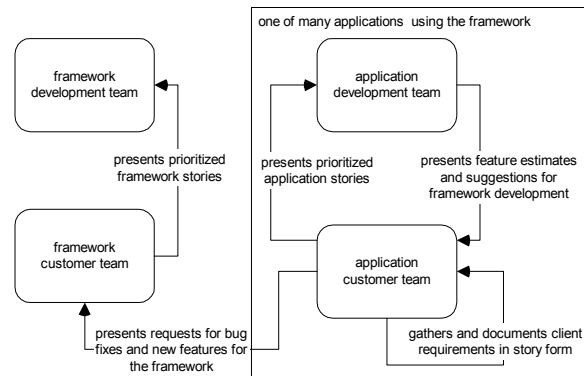 one of many applications using the framework
framework
development team
application
development team
presents prioritized
framework stories
presents prioritized
application stories
presents feature estimates
and suggestions for
framework development
framework
customer team
application
customer team
presents requests for bug
fixes and new features for
the framework
gathers and documents client
requirements in story form